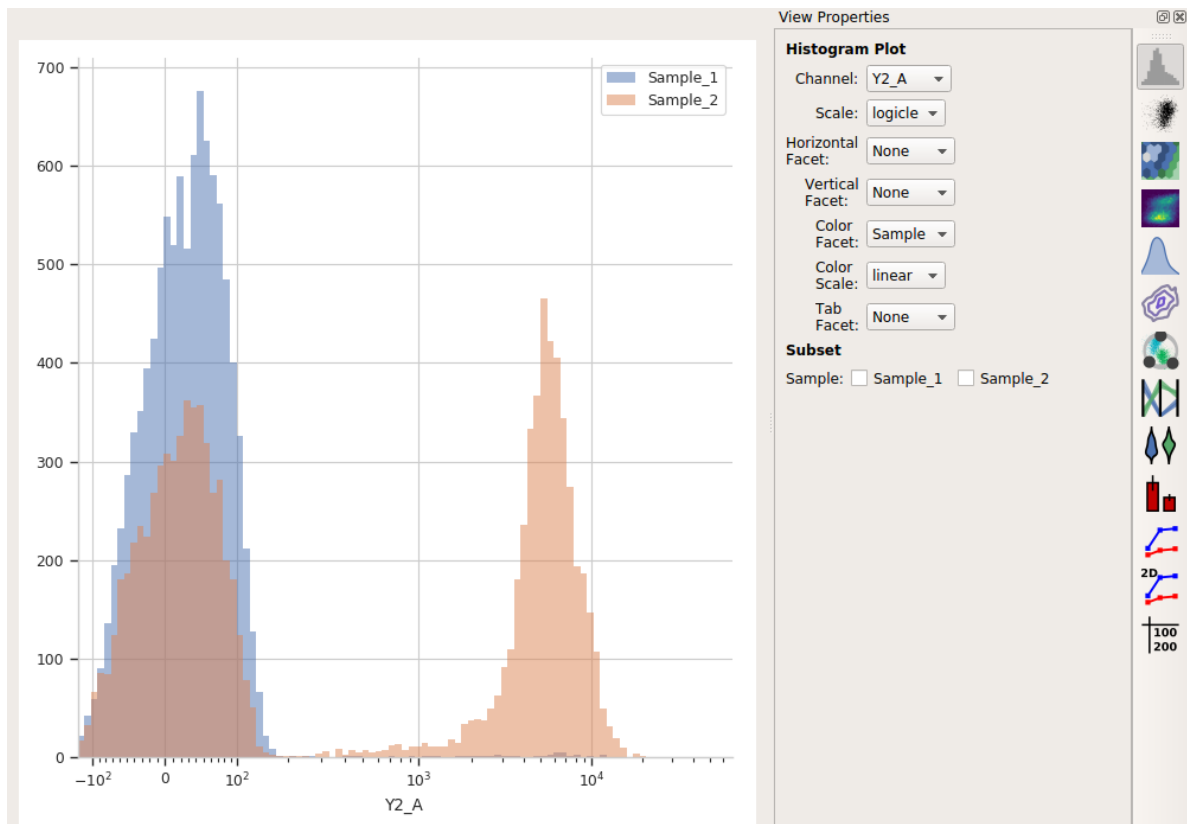 View Properties
Histogram Plot
Channel: Y2_A
Scale: logicle
Horizontal
Facet: None
Vertical
Facet: None
Color
Facet: Sample
Color
Scale: linear
Tab
Facet: None
Subset
Sample: Sample_1 Sample_2
Sample_1
Sample_2
700
600
500
400
300
200
100
0
−10² 0 10² 10³ 10⁴
Y2_A
2D
100
200